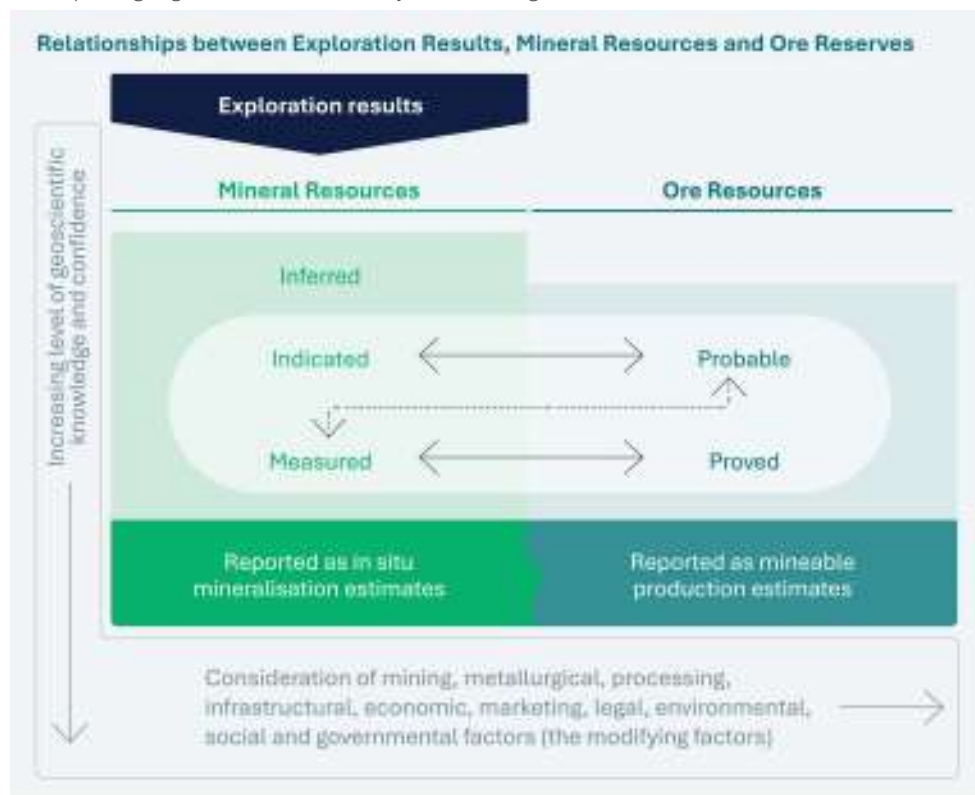 Relationships between Exploration Results, Mineral Resources and Ore Reserves
Exploration results
Increasing level of geoscientific
knowledge and confidence
Mineral Resources
Ore Resources
Inferred
Indicated
Probable
Measured
Proved
Reported as in situ
mineralisation estimates
Reported as mineable
production estimates
Consideration of mining, metallurgical, processing,
infrastructural, economic, marketing, legal, environmental,
social and governmental factors (the modifying factors)